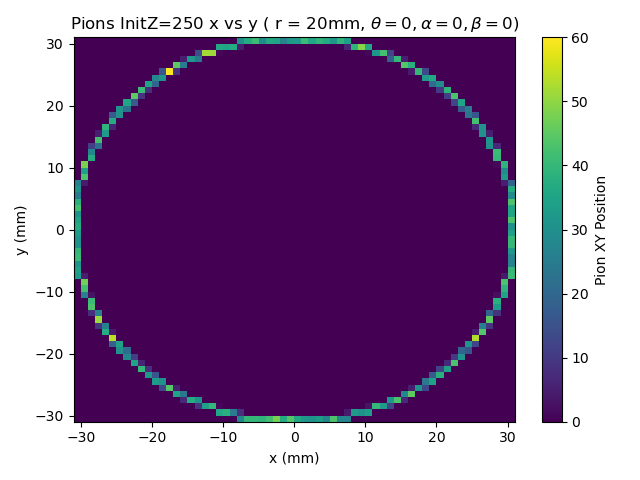 Pions InitZ=250 x vs y ( r = 20mm, θ = 0, α = 0, β = 0)
30
20
10
0
−10
−20
−30
y (mm)
−30 −20 −10 0 10 20 30
x (mm)
60
50
40
30
20
10
0
Pion XY Position